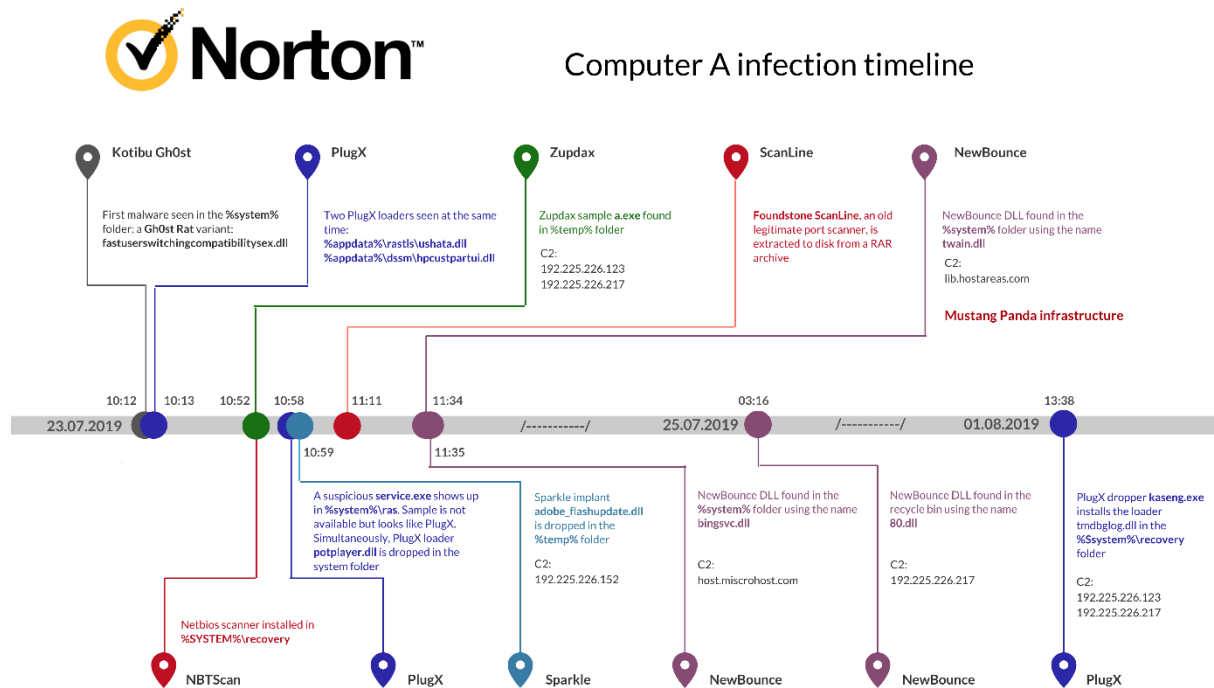 Norton™
Computer A infection timeline
Kotibu Gh0st
First malware seen in the %system%
folder; a Gh0st Rat variant:
fastuserswitchingcompatibilitysex.dll
PlugX
Two PlugX loaders seen at the same
time:
%appdata%\rastls\ushata.dll
%appdata%\dssm\hpcustpartui.dll
Zupdax
Zupdax sample a.exe found
in %temp% folder
C2:
192.225.226.123
192.225.226.217
ScanLine
Foundstone ScanLine, an old
legitimate port scanner, is
extracted to disk from a RAR
archive
NewBounce
NewBounce DLL found in the
%system% folder using the name
twain.dll
C2:
lib.hostareas.com
Mustang Panda infrastructure
10:12
10:13
10:52
10:58
11:11
11:34
03:16
13:38
23.07.2019
/-----------/
25.07.2019
/-----------/
01.08.2019
10:59
11:35
Netbios scanner installed in
%SYSTEM%\recovery
NBTScan
A suspicious service.exe shows up
in %system%\ras. Sample is not
available but looks like PlugX.
Simultaneously, PlugX loader
potplayer.dll is dropped in the
system folder
PlugX
Sparkle implant
adobe_flashupdate.dll
is dropped in the
%temp% folder
C2:
192.225.226.152
Sparkle
NewBounce DLL found in the
%system% folder using the name
bingsvc.dll
C2:
host.miscrohost.com
NewBounce
NewBounce DLL found in the
recycle bin using the name
80.dll
C2:
192.225.226.217
NewBounce
PlugX dropper kaseng.exe
installs the loader
tmdbglog.dll in the
%Ssystem%\recovery
folder
C2:
192.225.226.123
192.225.226.217
PlugX